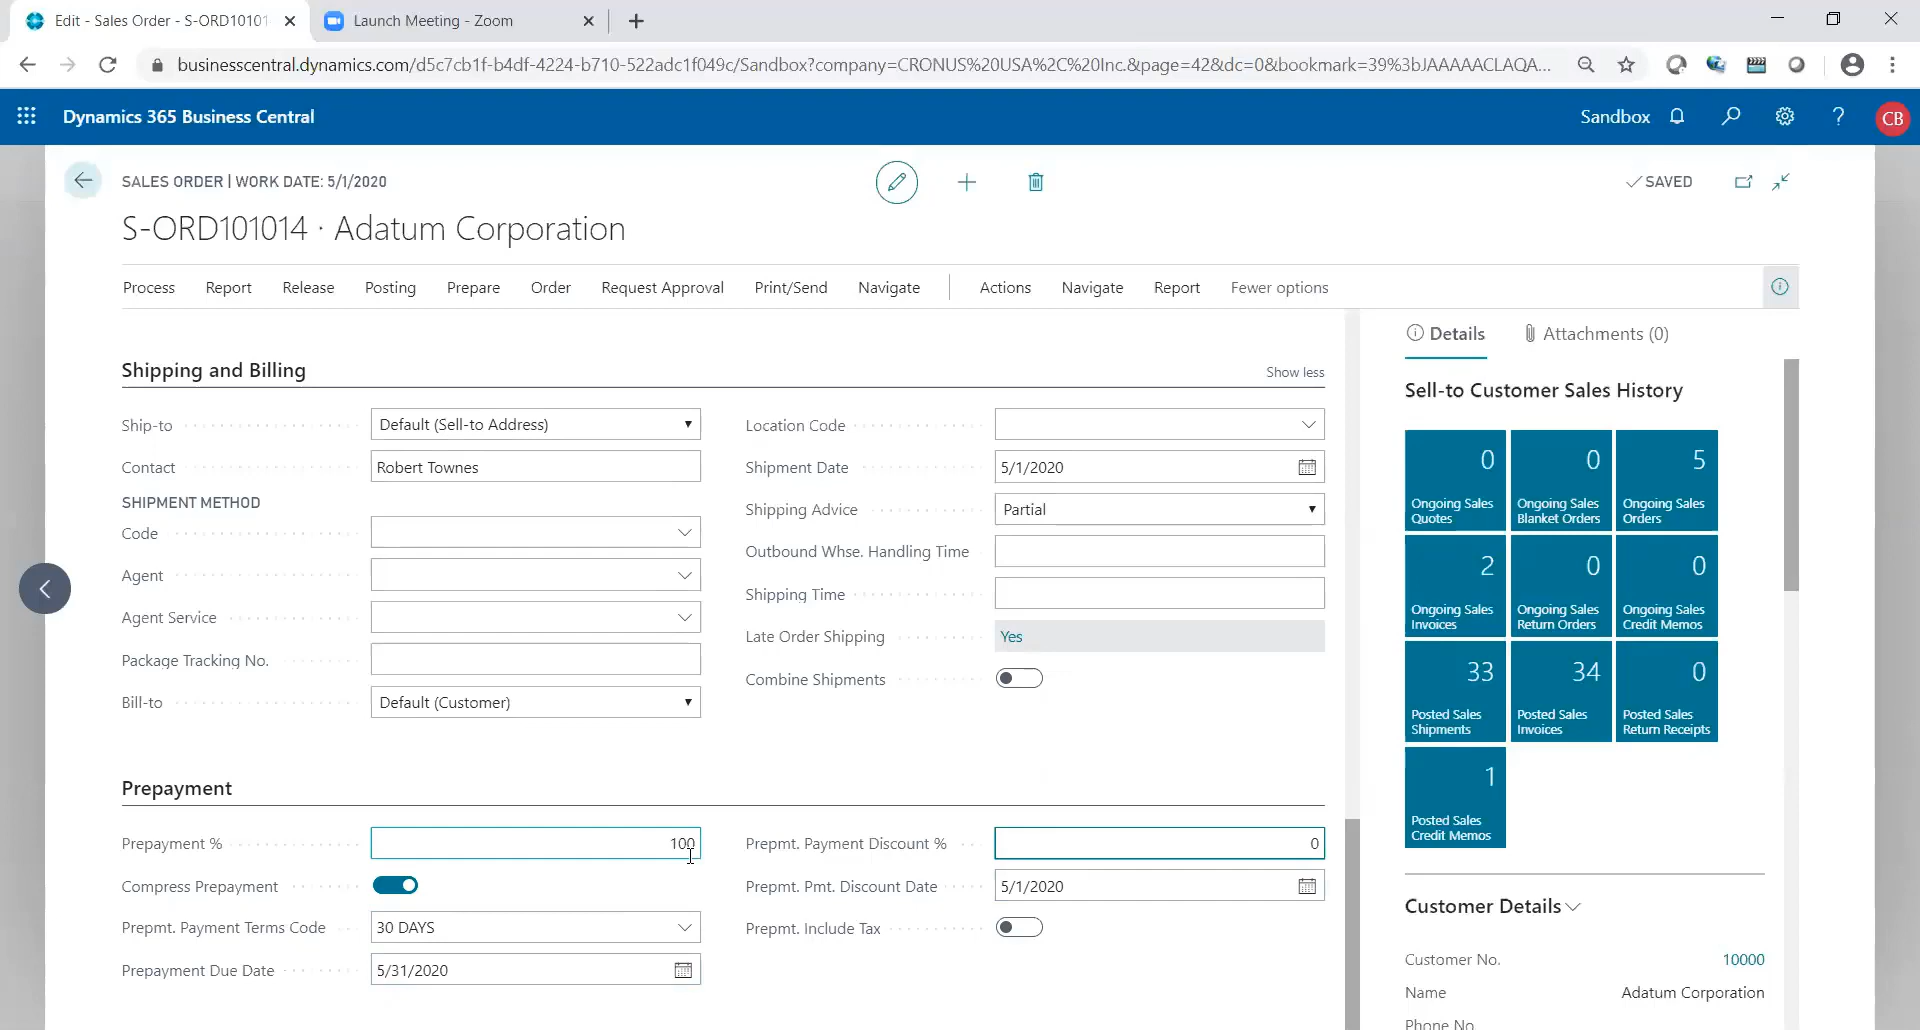 Edit - Sales Order - S-ORD10101
Launch Meeting - Zoom
businesscentral.dynamics.com/d5c7cb1f-b4df-4224-b710-522adc1f049c/Sandbox?company=CRONUS%20USA%2C%20Inc.&page=42&dc=0&bookmark=39%3bJAAAAACLAQA...
Dynamics 365 Business Central
Sandbox
?
CB
SALES ORDER | WORK DATE: 5/1/2020
SAVED
S-ORD101014 · Adatum Corporation
Process Report Release Posting Prepare Order Request Approval Print/Send Navigate Actions Navigate Report Fewer options
Shipping and Billing
Show less
Ship-to Default (Sell-to Address)
Contact Robert Townes
SHIPMENT METHOD
Code
Agent
Agent Service
Package Tracking No.
Bill-to Default (Customer)
Location Code
Shipment Date 5/1/2020
Shipping Advice Partial
Outbound Whse. Handling Time
Shipping Time
Late Order Shipping Yes
Combine Shipments
Prepayment
Prepayment % 100
Compress Prepayment
Prepmt. Payment Terms Code 30 DAYS
Prepayment Due Date 5/31/2020
Prepmt. Payment Discount % 0
Prepmt. Pmt. Discount Date 5/1/2020
Prepmt. Include Tax
Details
Attachments (0)
Sell-to Customer Sales History
0
Ongoing Sales
Quotes
0
Ongoing Sales
Blanket Orders
5
Ongoing Sales
Orders
2
Ongoing Sales
Invoices
0
Ongoing Sales
Return Orders
0
Ongoing Sales
Credit Memos
33
Posted Sales
Shipments
34
Posted Sales
Invoices
0
Posted Sales
Return Receipts
1
Posted Sales
Credit Memos
Customer Details
Customer No. 10000
Name Adatum Corporation
Phone No.